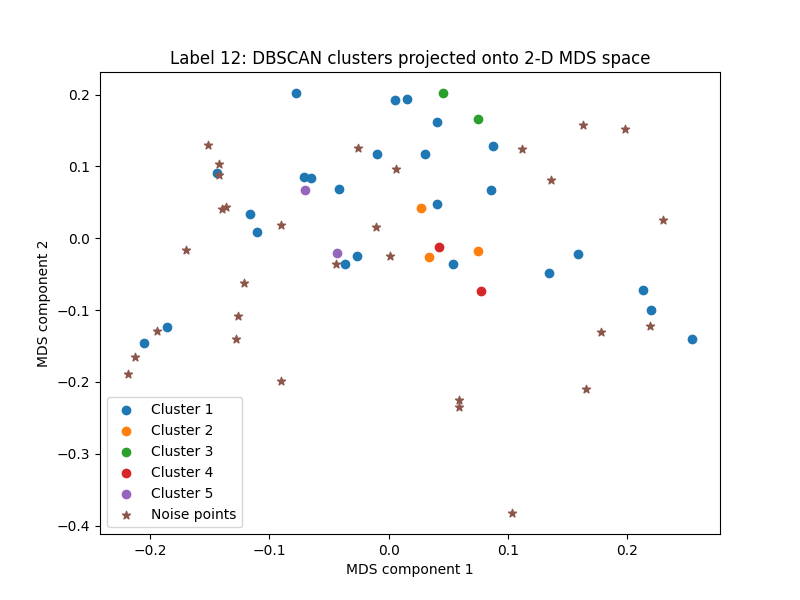 Label 12: DBSCAN clusters projected onto 2-D MDS space
MDS component 2
0.2
0.1
0.0
−0.1
−0.2
−0.3
−0.4
Cluster 1
Cluster 2
Cluster 3
Cluster 4
Cluster 5
Noise points
−0.2
−0.1
0.0
0.1
0.2
MDS component 1